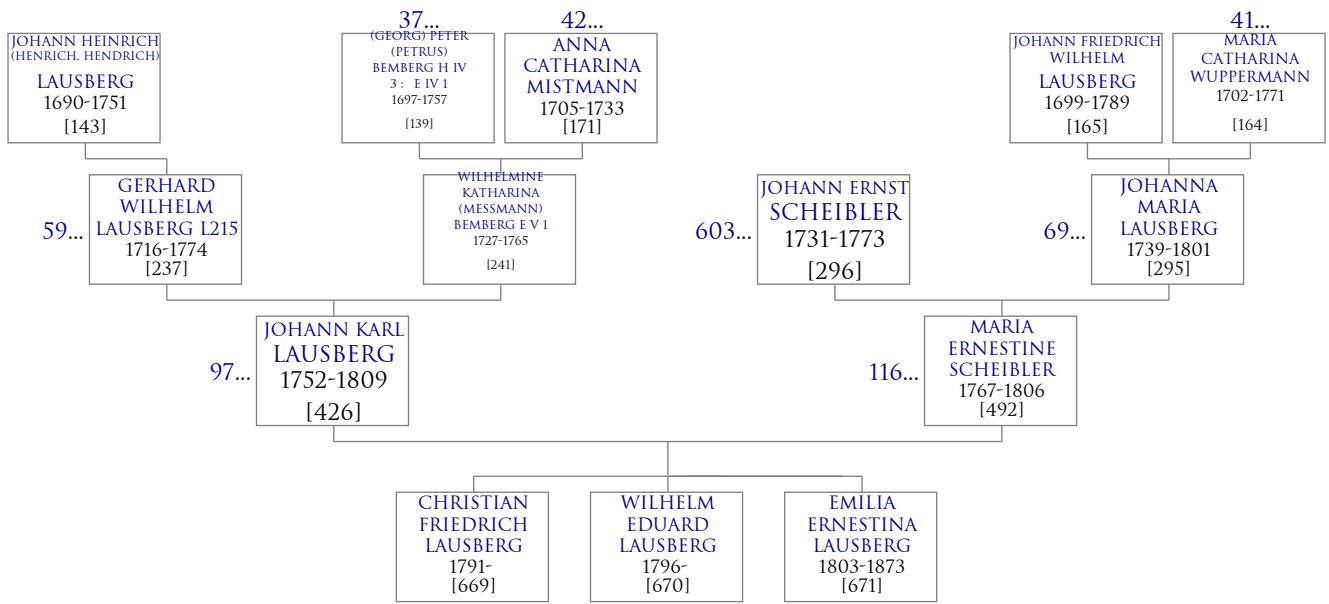 37...
42...
41...
JOHANN HEINRICH
(HENRICH, HENDRICH)
LAUSBERG
1690-1751
[143]
(GEORG) PETER
(PETRUS)
BEMBERG H IV
3 : E IV 1
1697-1757
[139]
ANNA
CATHARINA
MISTMANN
1705-1733
[171]
JOHANN FRIEDRICH
WILHELM
LAUSBERG
1699-1789
[165]
MARIA
CATHARINA
WUPPERMANN
1702-1771
[164]
59...
GERHARD
WILHELM
LAUSBERG L215
1716-1774
[237]
WILHELMINE
KATHARINA
(MESSMANN)
BEMBERG E V 1
1727-1765
[241]
603...
JOHANN ERNST
SCHEIBLER
1731-1773
[296]
69...
JOHANNA
MARIA
LAUSBERG
1739-1801
[295]
97...
JOHANN KARL
LAUSBERG
1752-1809
[426]
116...
MARIA
ERNESTINE
SCHEIBLER
1767-1806
[492]
CHRISTIAN
FRIEDRICH
LAUSBERG
1791-
[669]
WILHELM
EDUARD
LAUSBERG
1796-
[670]
EMILIA
ERNESTINA
LAUSBERG
1803-1873
[671]